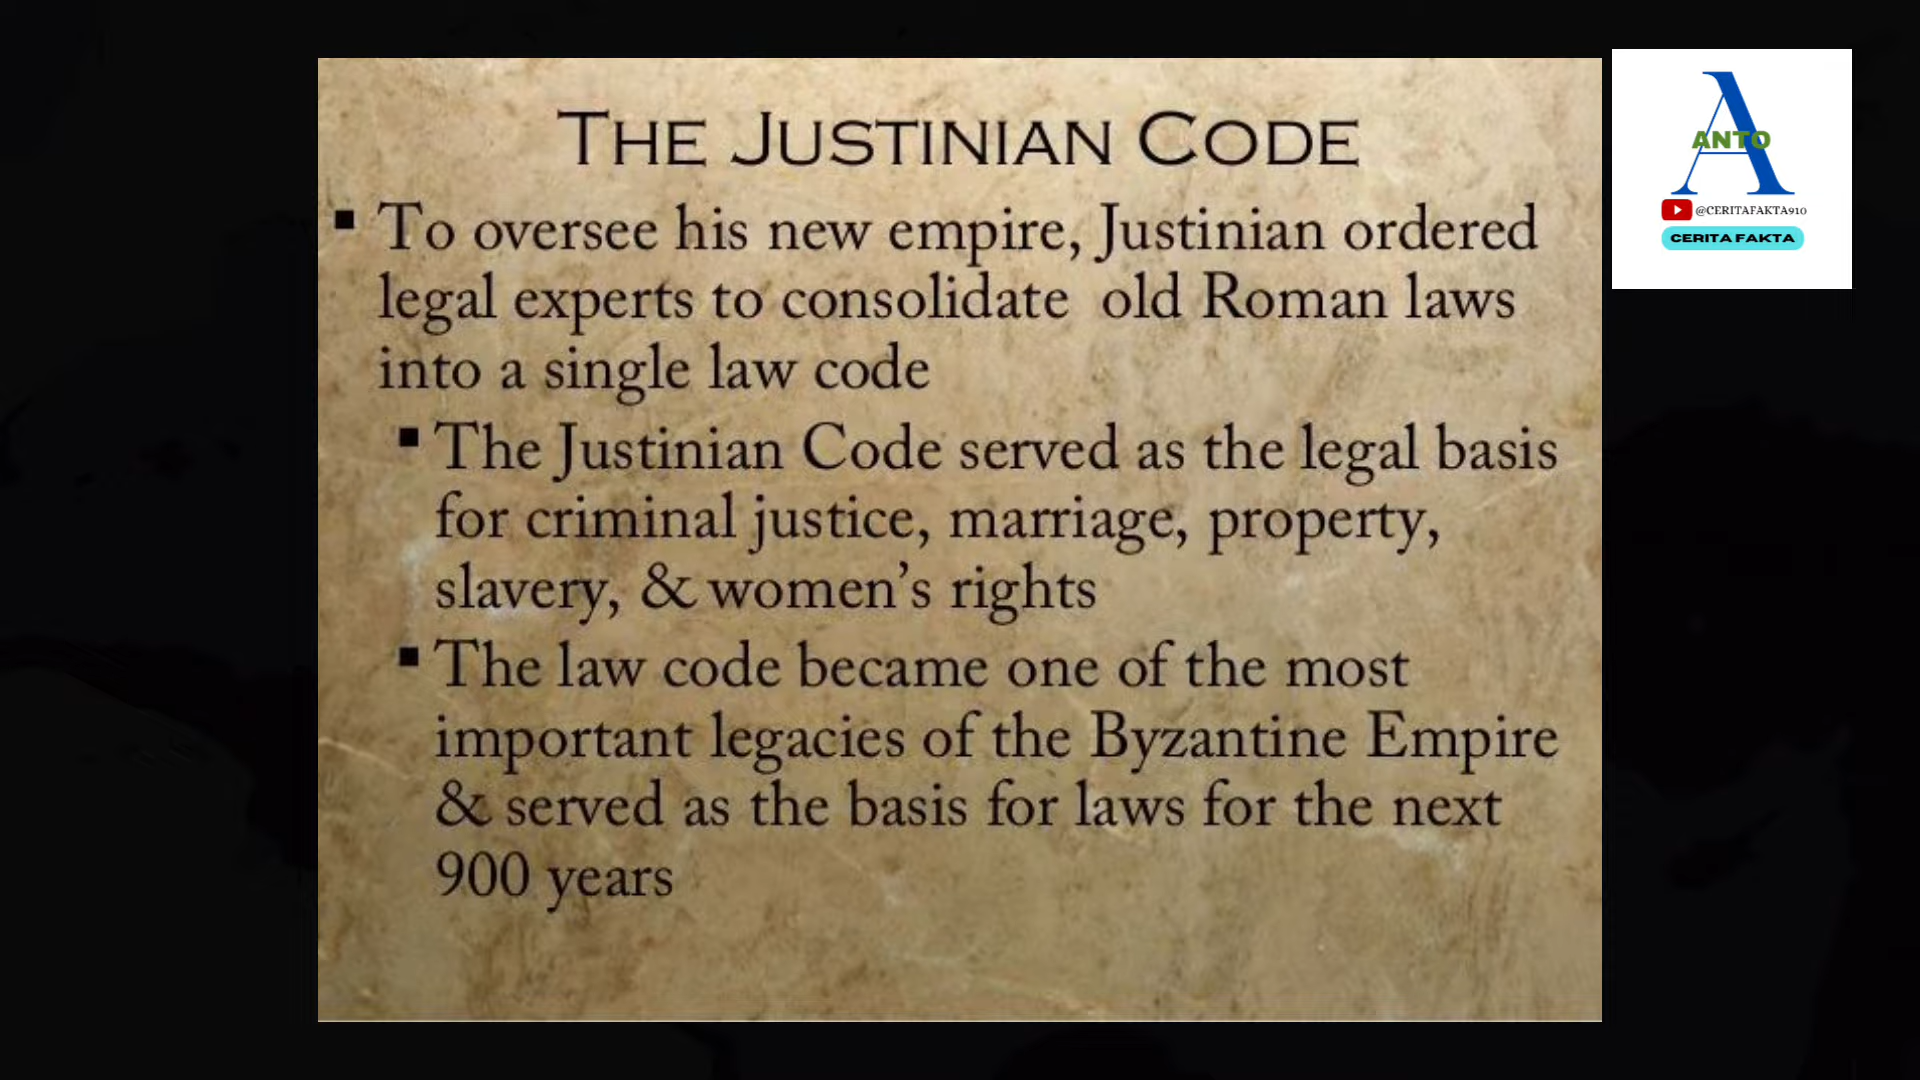 THE JUSTINIAN CODE
▪ To oversee his new empire, Justinian ordered
legal experts to consolidate old Roman laws
into a single law code
▪ The Justinian Code served as the legal basis
for criminal justice, marriage, property,
slavery, & women’s rights
▪ The law code became one of the most
important legacies of the Byzantine Empire
& served as the basis for laws for the next
900 years
A
ANTO
@CERITAFAKTA910
CERITA FAKTA